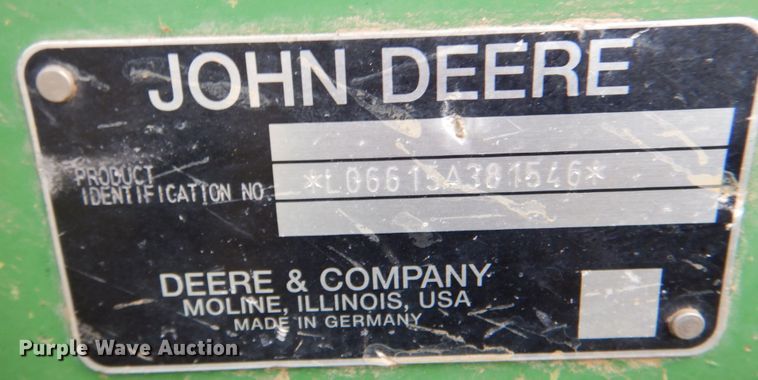 JOHN DEERE
PRODUCT
IDENTIFICATION NO.
*L06615A381546*
DEERE & COMPANY
MOLINE, ILLINOIS, USA
MADE IN GERMANY
Purple Wave Auction.